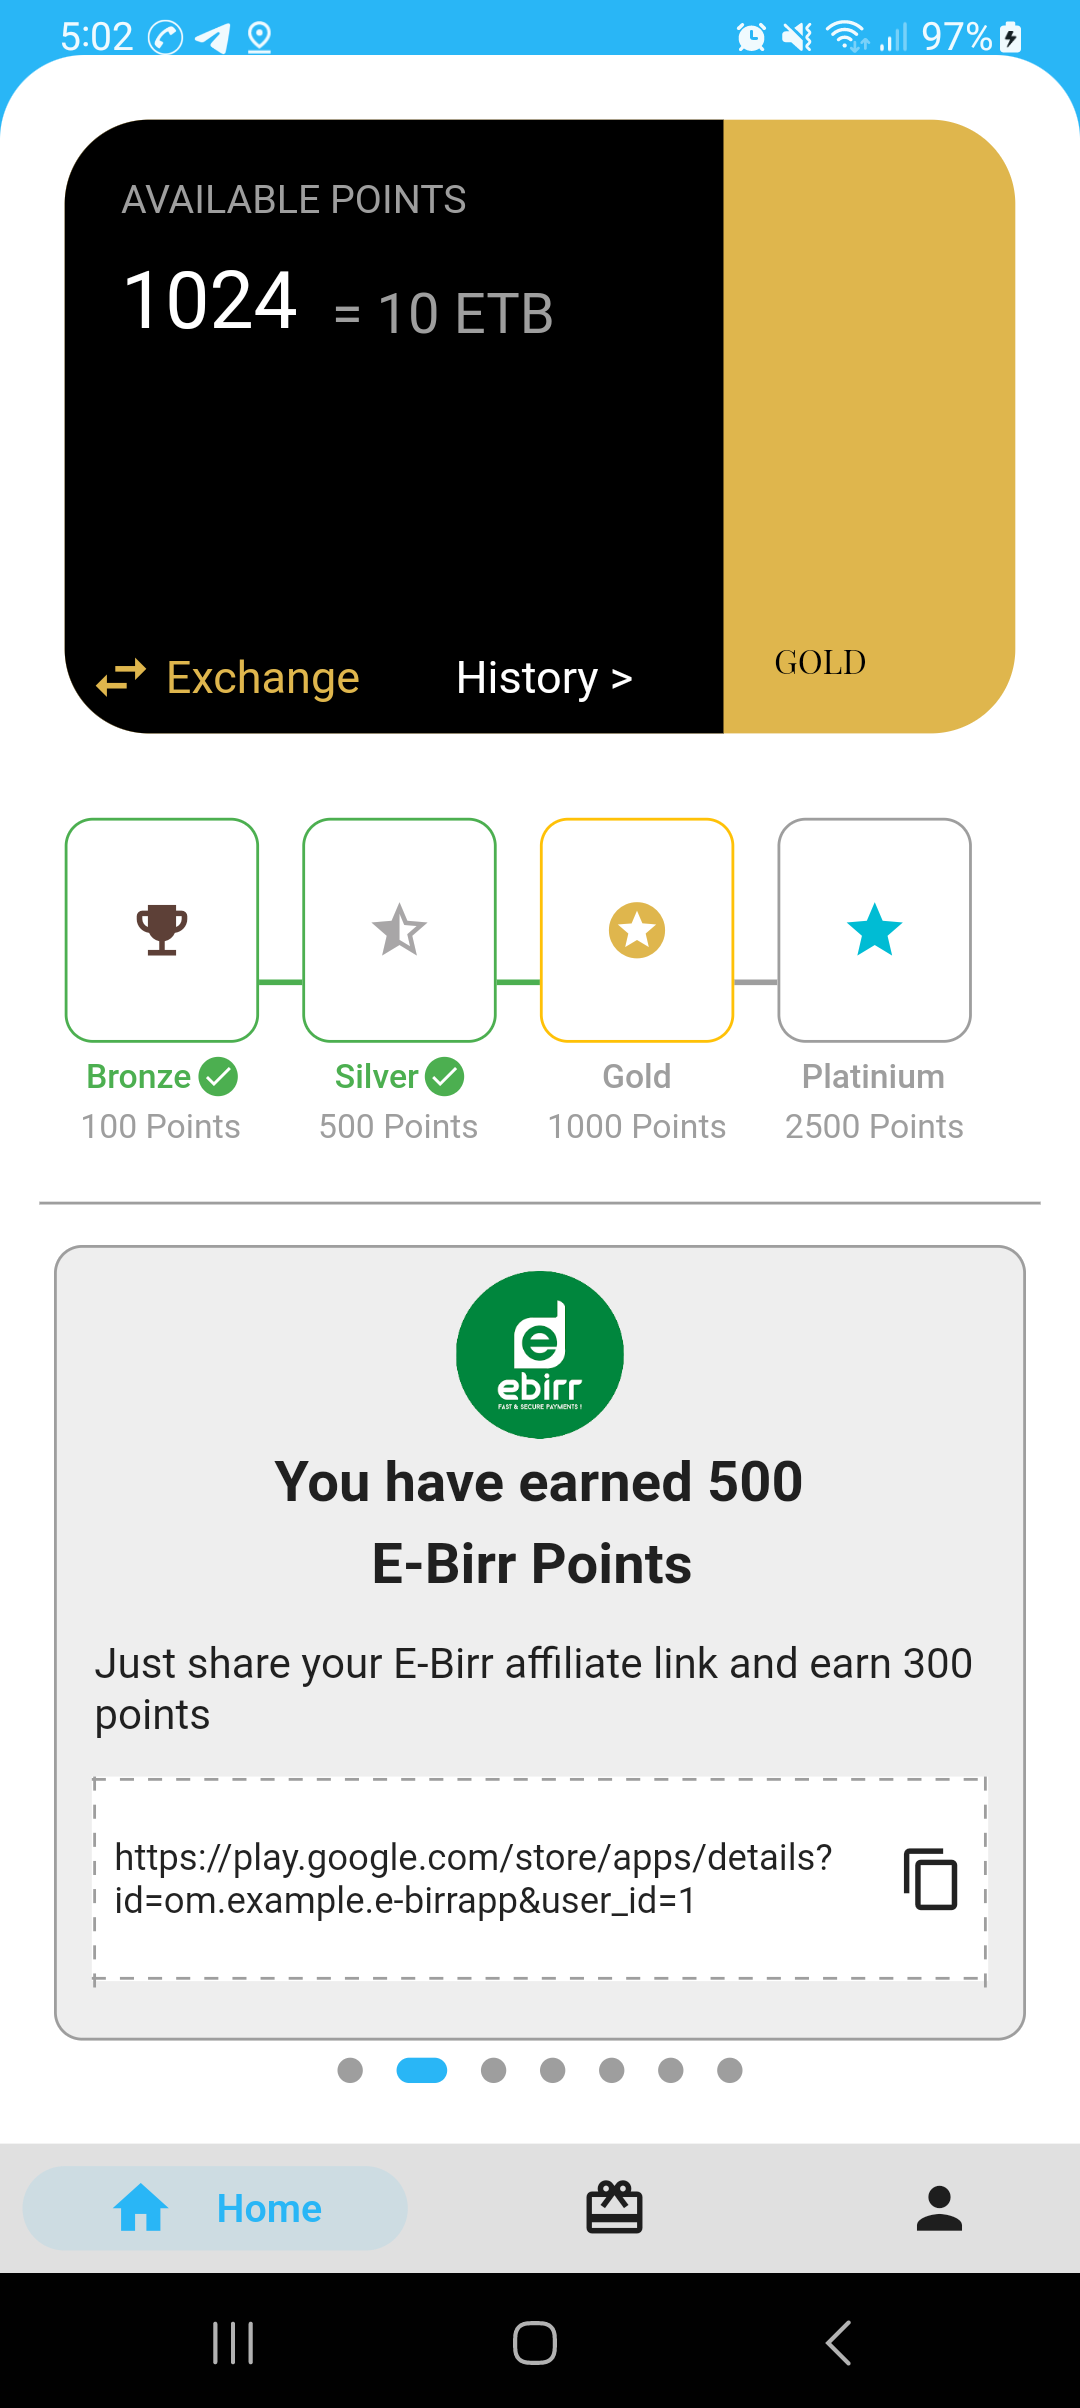 5:02
97%
AVAILABLE POINTS
1024 = 10 ETB
Exchange History >
GOLD
Bronze Silver Gold Platinium
100 Points 500 Points 1000 Points 2500 Points
ebirr
FAST & SECURE PAYMENTS !
You have earned 500
E-Birr Points
Just share your E-Birr affiliate link and earn 300
points
https://play.google.com/store/apps/details?
id=om.example.e-birrapp&user_id=1
Home